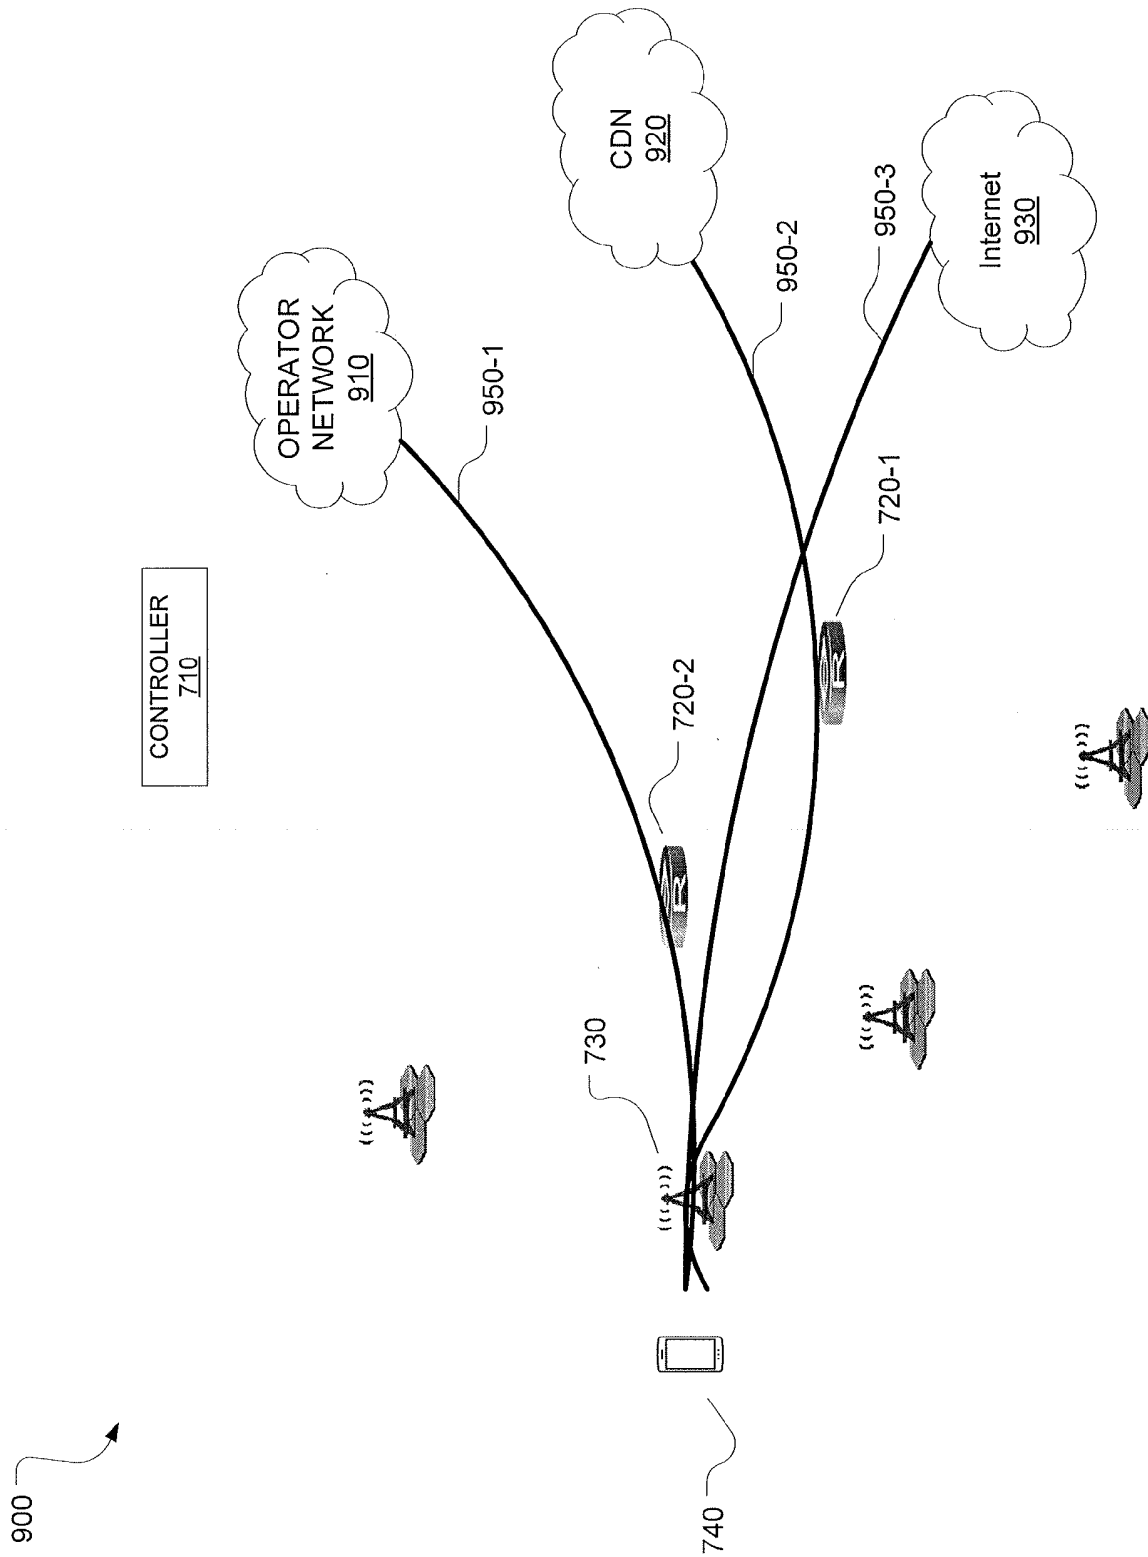 900
CONTROLLER
710
OPERATOR
NETWORK
910
CDN
920
Internet
930
950-1
950-2
950-3
720-2
R
720-1
R
730
740